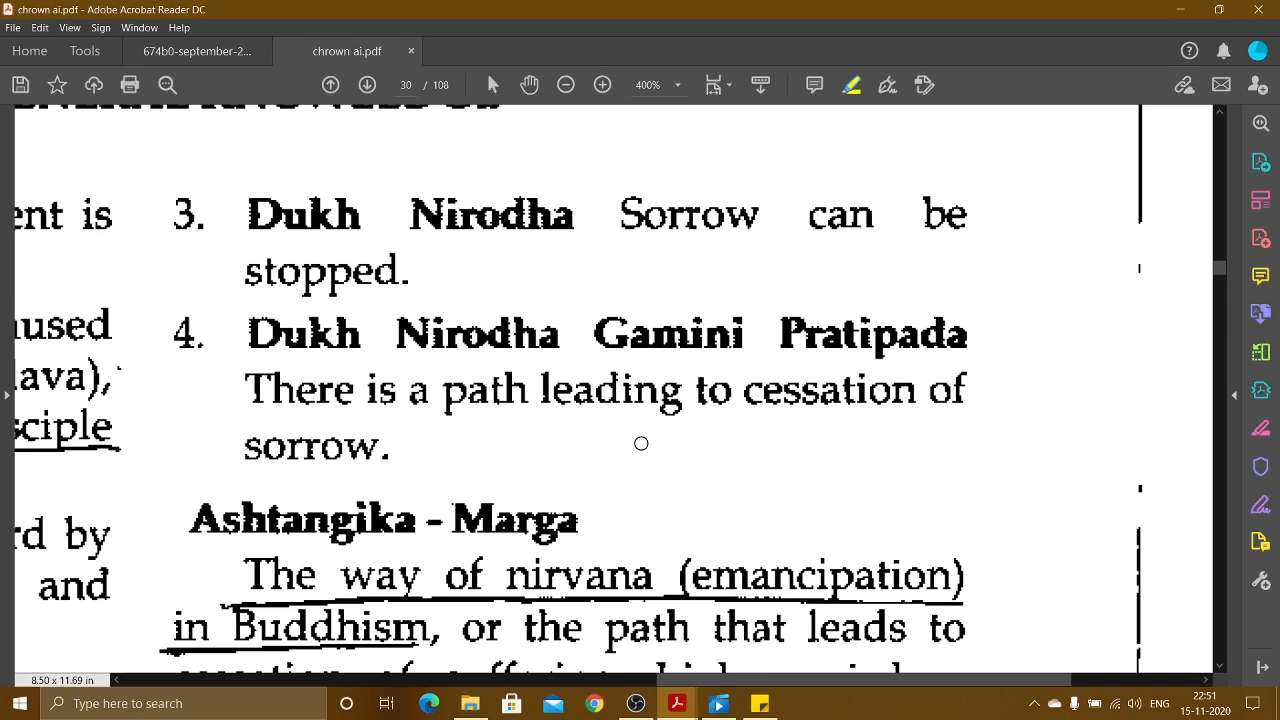 chrown ai.pdf - Adobe Acrobat Reader DC
File Edit View Sign Window Help
Home Tools 674b0-september-2... chrown ai.pdf ×
30 / 108 400%
3. Dukh Nirodha Sorrow can be
ent is
stopped.
4. Dukh Nirodha Gamini Pratipada
There is a path leading to cessation of
sciple
sorrow.
Ashtangika - Marga
rd by
The way of nirvana (emancipation)
and
in Buddhism, or the path that leads to
8.50 x 11.69 in
Type here to search
ENG
22:51
15-11-2020